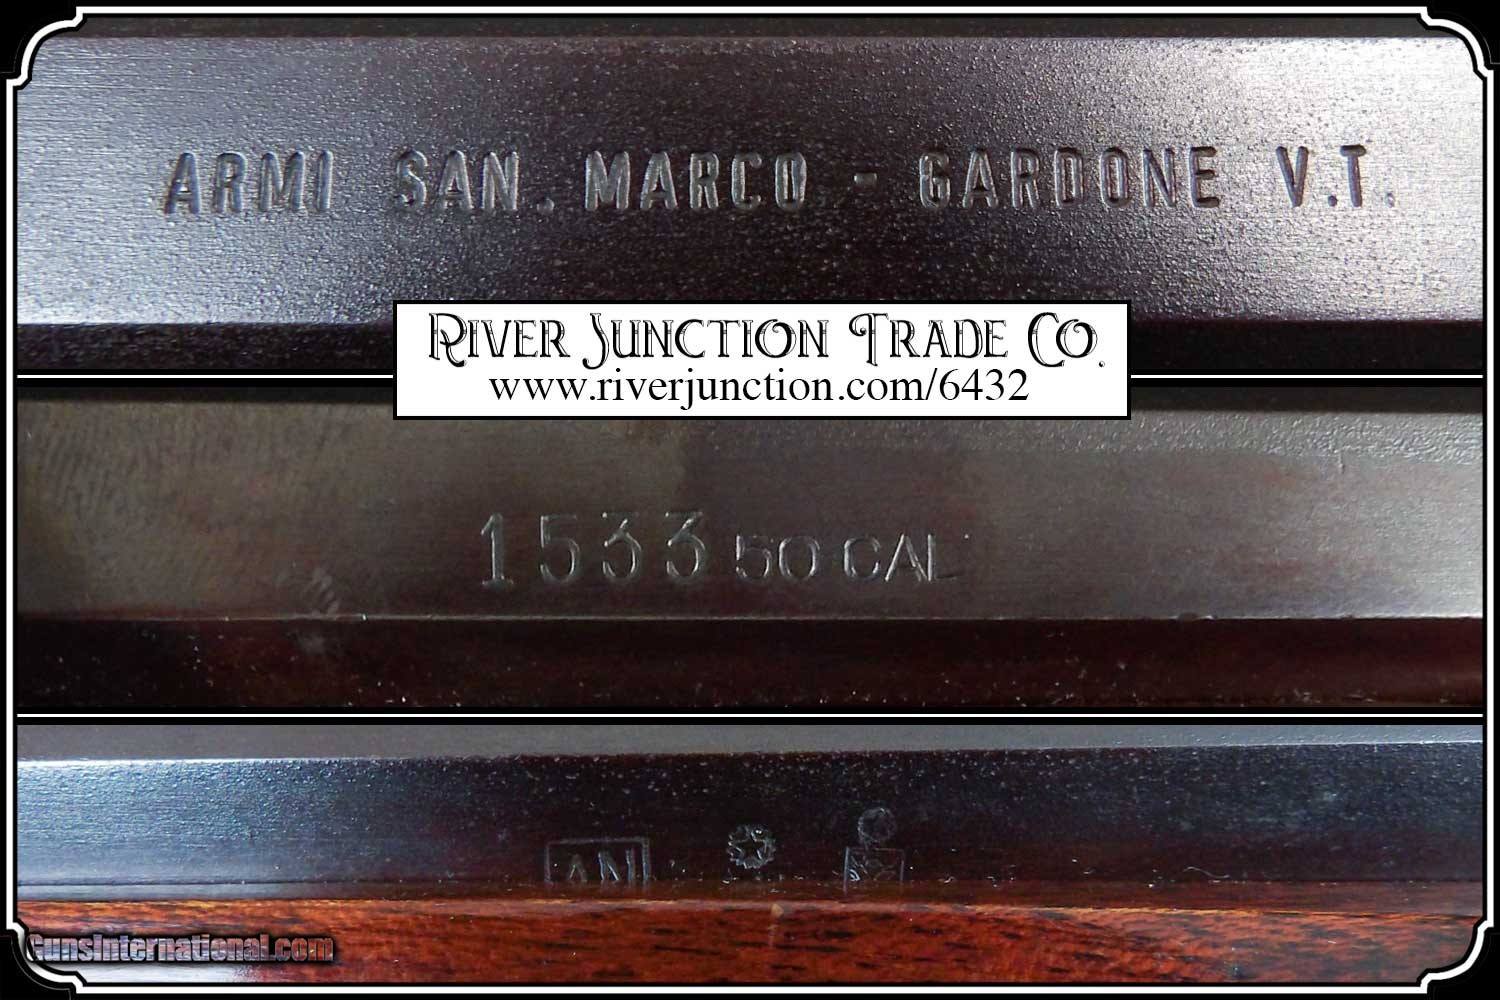 ARMI SAN. MARCO - GARDONE V.T.
RIVER JUNCTION TRADE CO.
www.riverjunction.com/6432
1533 50 CAL
AN
GunsInternational.com